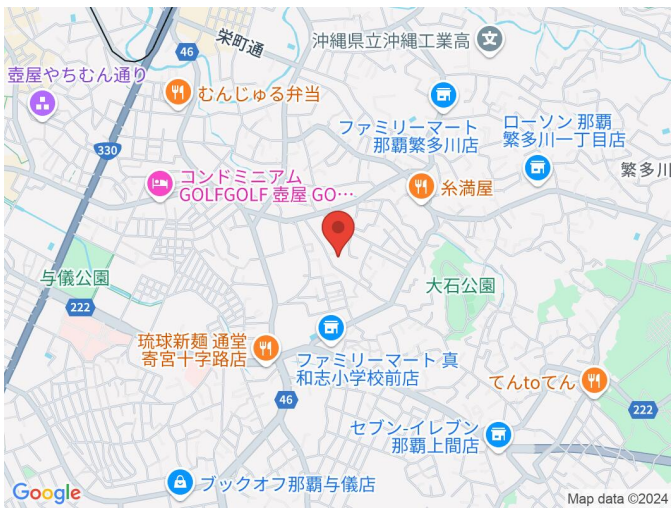 栄町通
沖縄県立沖縄工業高
46
壺屋やちむん通り
むんじゅる弁当
ファミリーマート
那覇繁多川店
ローソン 那覇
繁多川一丁目店
330
コンドミニアム
GOLFGOLF 壺屋 GO…
糸満屋
繁多川
与儀公園
大石公園
222
琉球新麺 通堂
寄宮十字路店
ファミリーマート 真
和志小学校前店
てんtoてん
46
222
セブン-イレブン
那覇上間店
ブックオフ那覇与儀店
Google
Map data ©2024